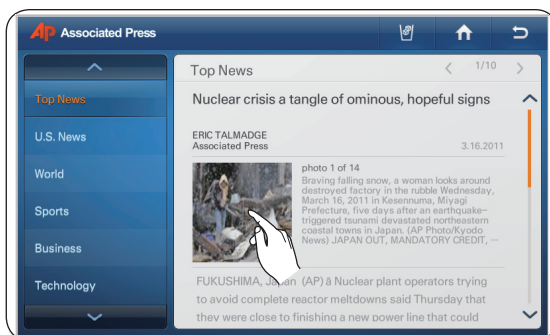 AP Associated Press
Top News
U.S. News
World
Sports
Business
Technology
Top News
1/10
Nuclear crisis a tangle of ominous, hopeful signs
ERIC TALMADGE
Associated Press
3.16.2011
photo 1 of 14
Braving falling snow, a woman looks around
destroyed factory in the rubble Wednesday,
March 16, 2011 in Kesennuma, Miyagi
Prefecture, five days after an earthquake–
triggered tsunami devastated northeastern
coastal towns in Japan. (AP Photo/Kyodo
News) JAPAN OUT, MANDATORY CREDIT, ···
FUKUSHIMA, Japan (AP) â Nuclear plant operators trying
to avoid complete reactor meltdowns said Thursday that
they were close to finishing a new power line that could